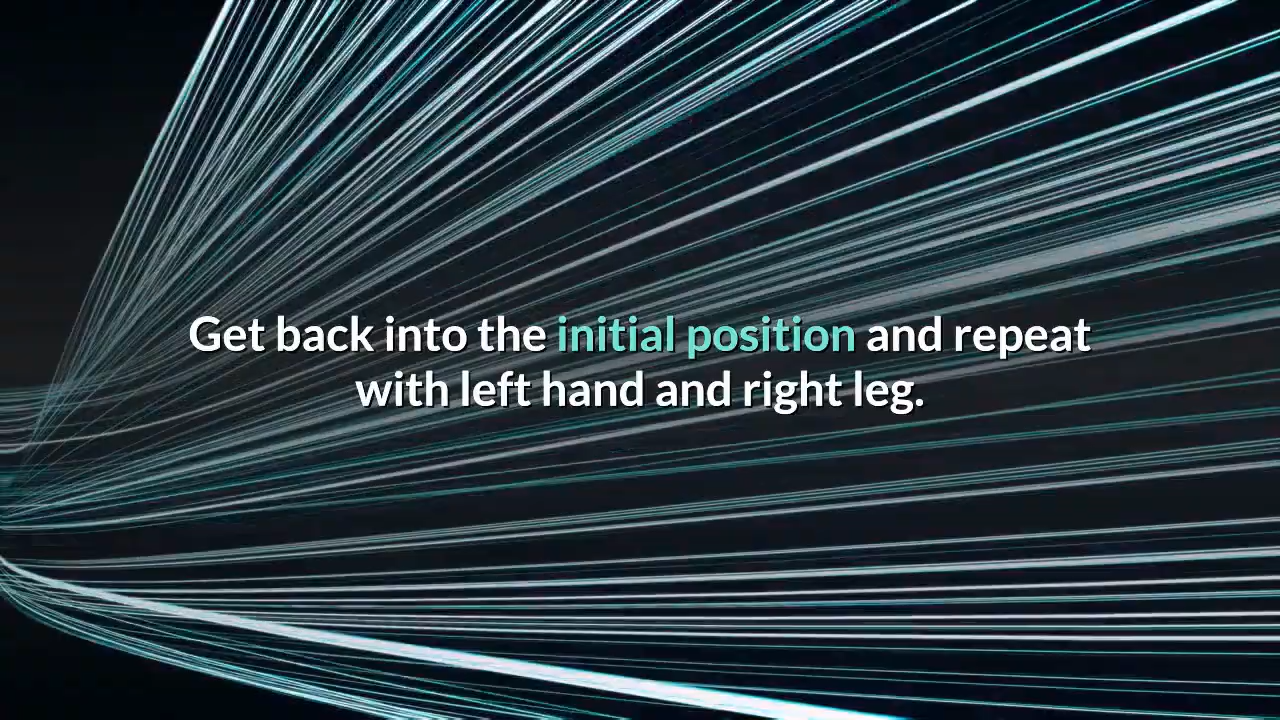 Get back into the initial position and repeat
with left hand and right leg.